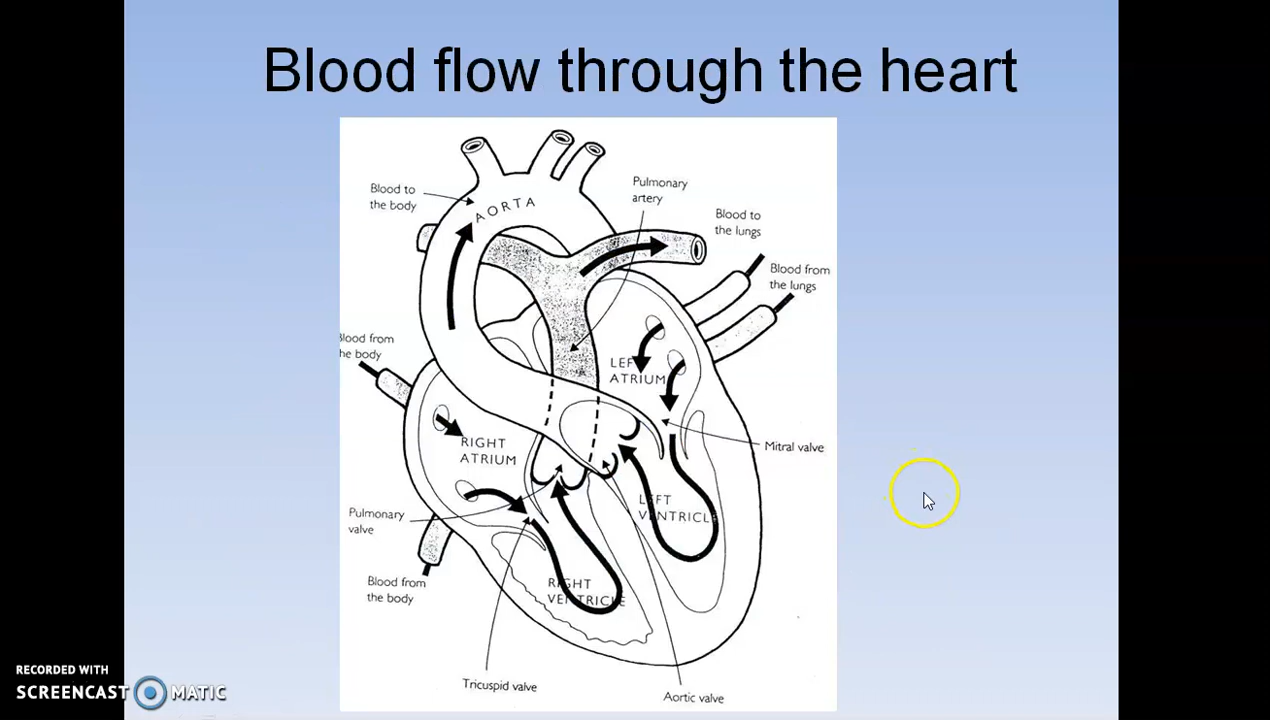 Blood flow through the heart
Blood to
the body
AORTA
Pulmonary
artery
Blood to
the lungs
Blood from
the lungs
Blood from
he body
LEFT
ATRIUM
RIGHT
ATRIUM
Mitral valve
LEFT
VENTRICLE
Pulmonary
valve
Blood from
the body
RIGHT
VENTRICLE
Tricuspid valve
Aortic valve
RECORDED WITH
SCREENCAST MATIC